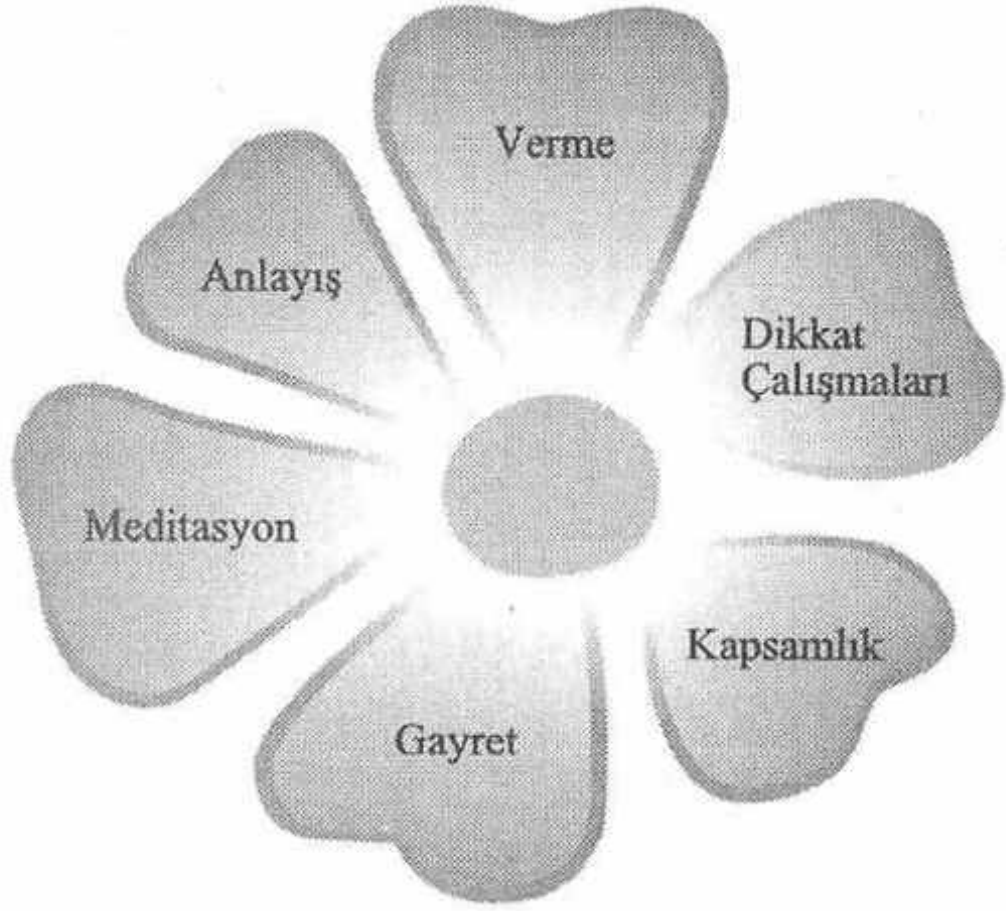 Verme
Dikkat
Çalışmaları
Kapsamlık
Gayret
Meditasyon
Anlayış